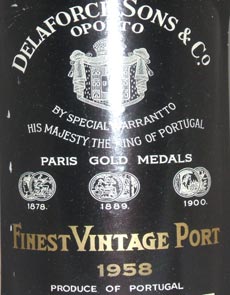 DELAFORCE SONS & Co.
OPORTO
BY SPECIAL WARRANT TO
HIS MAJESTY THE KING OF PORTUGAL
PARIS GOLD MEDALS
1878. 1889. 1900.
FINEST VINTAGE PORT
1958
PRODUCE OF PORTUGAL